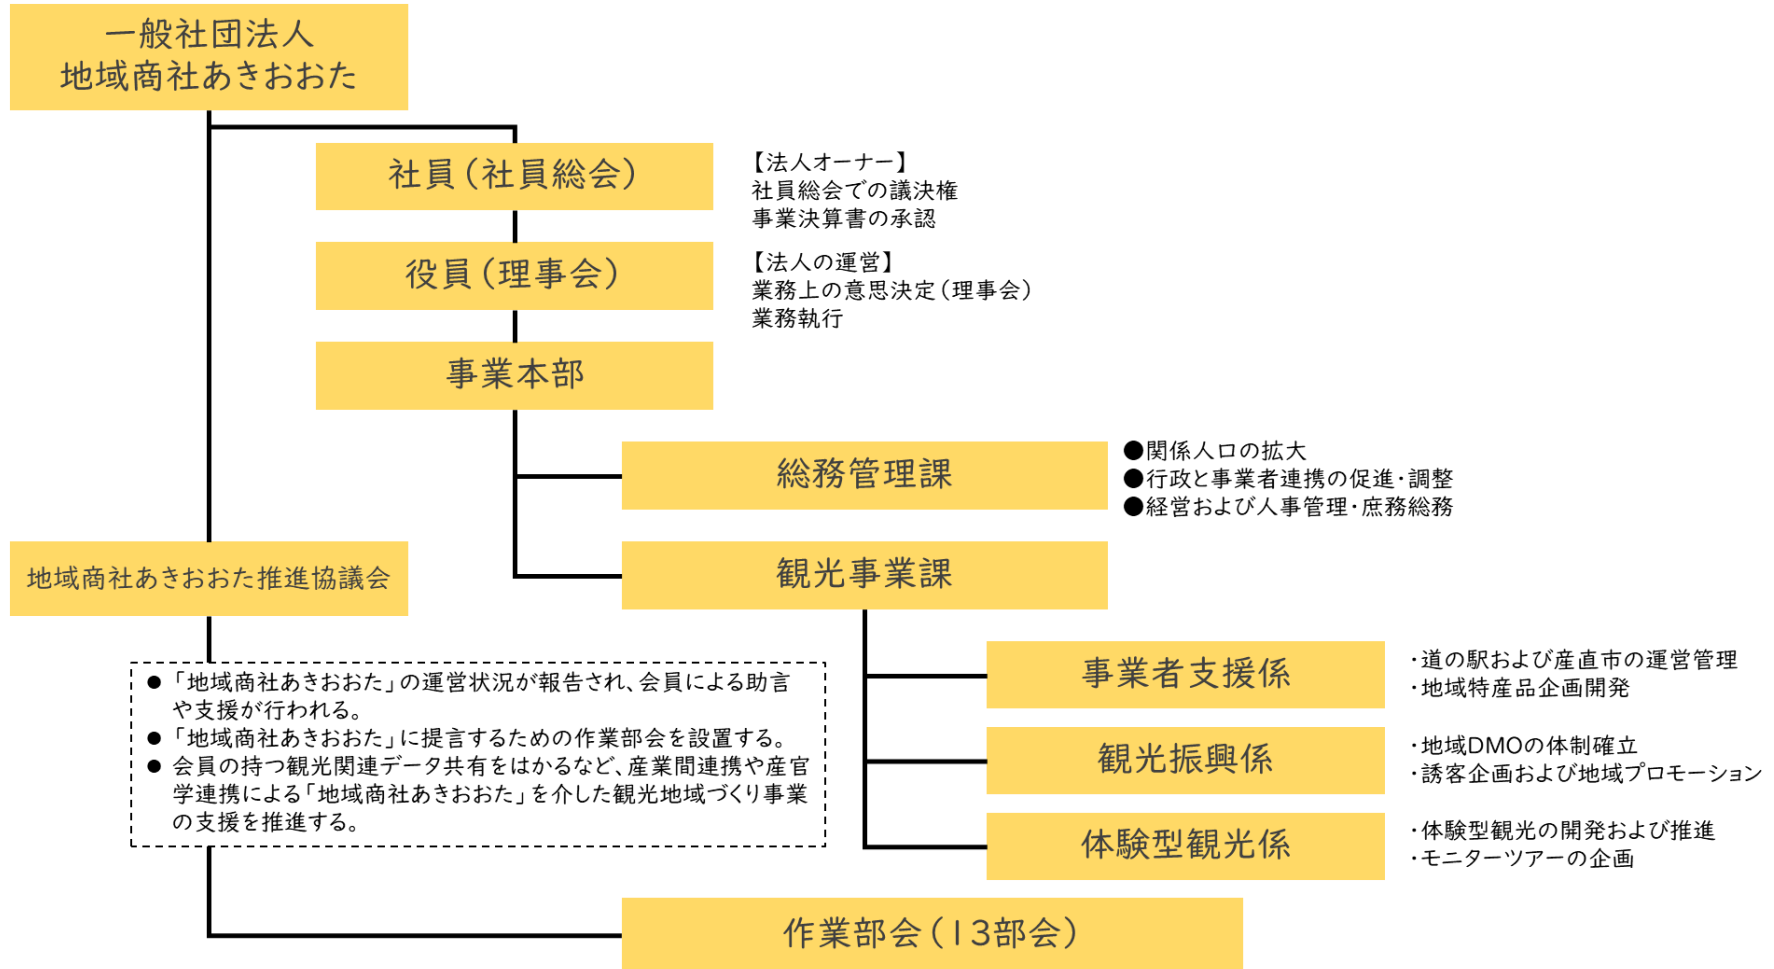 一般社団法人
地域商社あきおおた
社員（社員総会）
【法人オーナー】
社員総会での議決権
事業決算書の承認
役員（理事会）
【法人の運営】
業務上の意思決定（理事会）
業務執行
事業本部
総務管理課
●関係人口の拡大
●行政と事業者連携の促進・調整
●経営および人事管理・庶務総務
地域商社あきおおた推進協議会
観光事業課
● 「地域商社あきおおた」の運営状況が報告され、会員による助言
や支援が行われる。
● 「地域商社あきおおた」に提言するための作業部会を設置する。
● 会員の持つ観光関連データ共有をはかるなど、産業間連携や産官
学連携による「地域商社あきおおた」を介した観光地域づくり事業
の支援を推進する。
事業者支援係
・道の駅および産直市の運営管理
・地域特産品企画開発
観光振興係
・地域DMOの体制確立
・誘客企画および地域プロモーション
体験型観光係
・体験型観光の開発および推進
・モニターツアーの企画
作業部会（13部会）